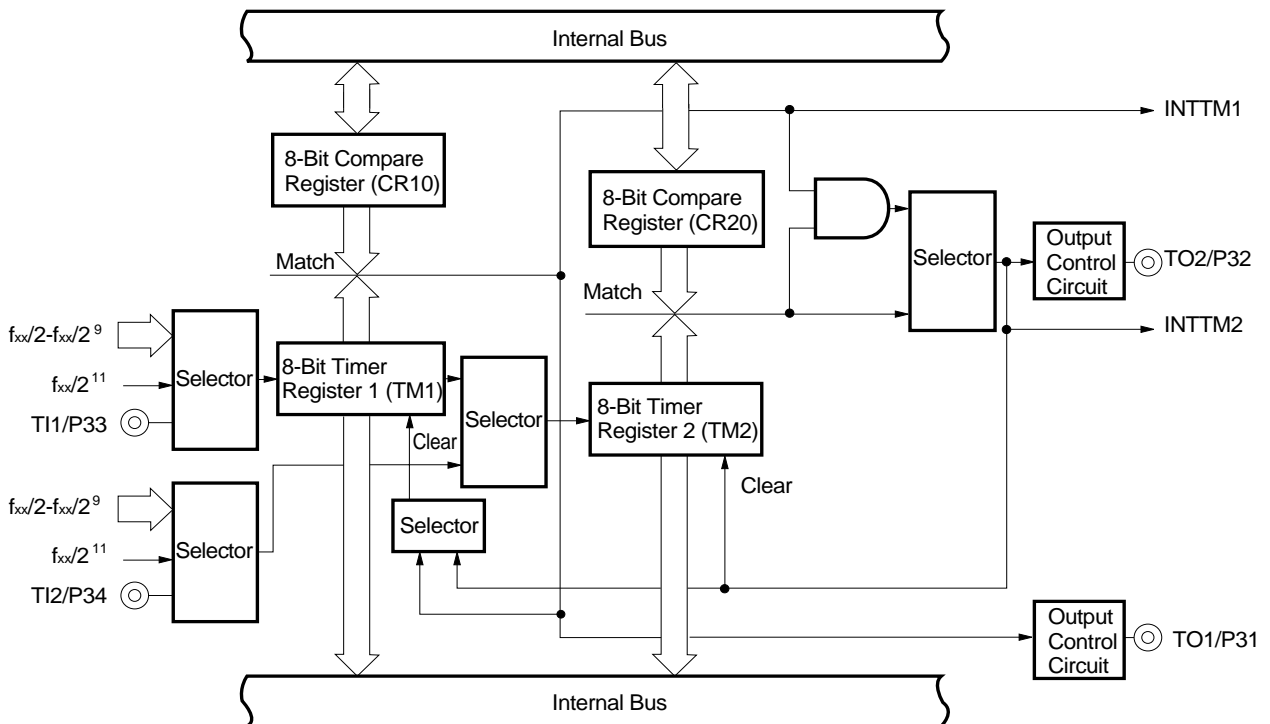 Internal Bus
INTTM1
8-Bit Compare
Register (CR10)
8-Bit Compare
Register (CR20)
Selector
Output
Control
Circuit
TO2/P32
Match
Match
INTTM2
fxx/2-fxx/2⁹
fxx/2¹¹
TI1/P33
Selector
8-Bit Timer
Register 1 (TM1)
Selector
8-Bit Timer
Register 2 (TM2)
Clear
Clear
fxx/2-fxx/2⁹
fxx/2¹¹
TI2/P34
Selector
Selector
Output
Control
Circuit
TO1/P31
Internal Bus